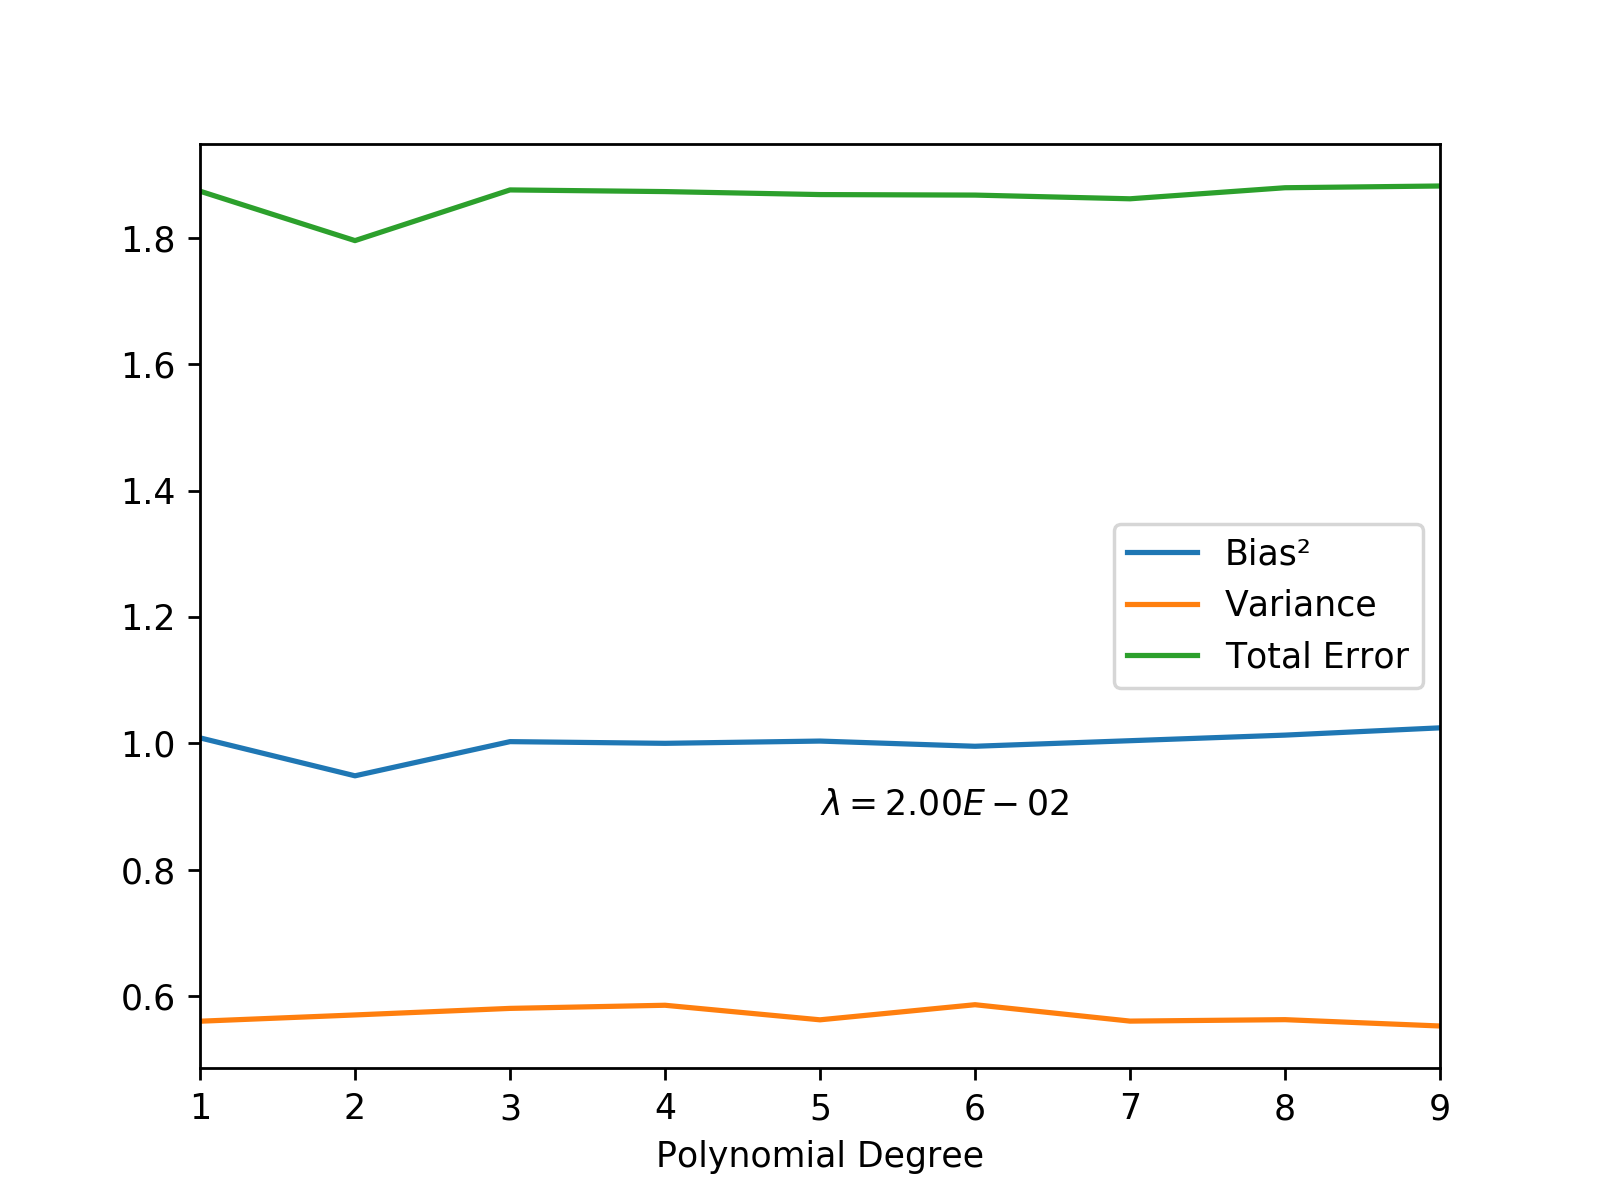 1.8
1.6
1.4
1.2
1.0
0.8
0.6
Bias²
Variance
Total Error
λ = 2.00E − 02
1 2 3 4 5 6 7 8 9
Polynomial Degree